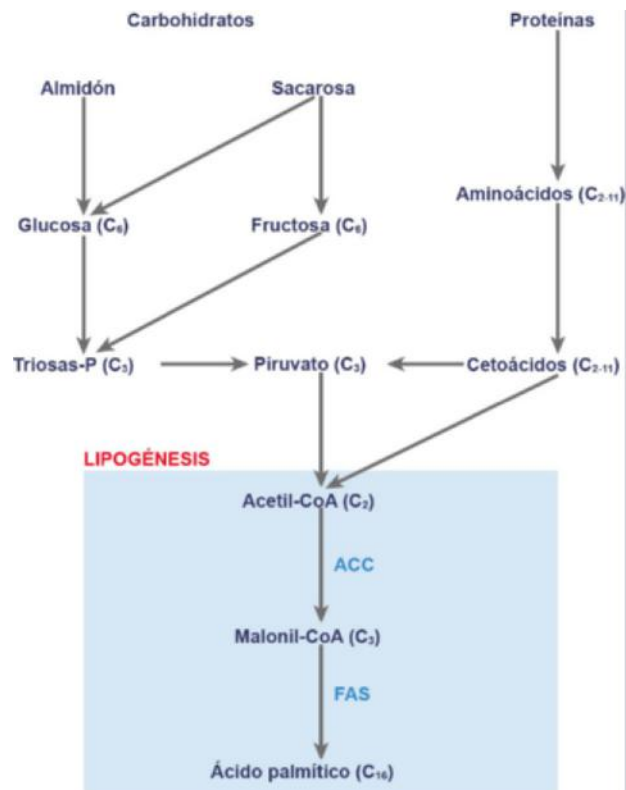 Carbohidratos Proteínas
Almidón Sacarosa
Aminoácidos (C₂₋₁₁)
Glucosa (C₆) Fructosa (C₆)
Triosas-P (C₃) Piruvato (C₃) Cetoácidos (C₂₋₁₁)
LIPOGÉNESIS
Acetil-CoA (C₂)
ACC
Malonil-CoA (C₃)
FAS
Ácido palmítico (C₁₆)